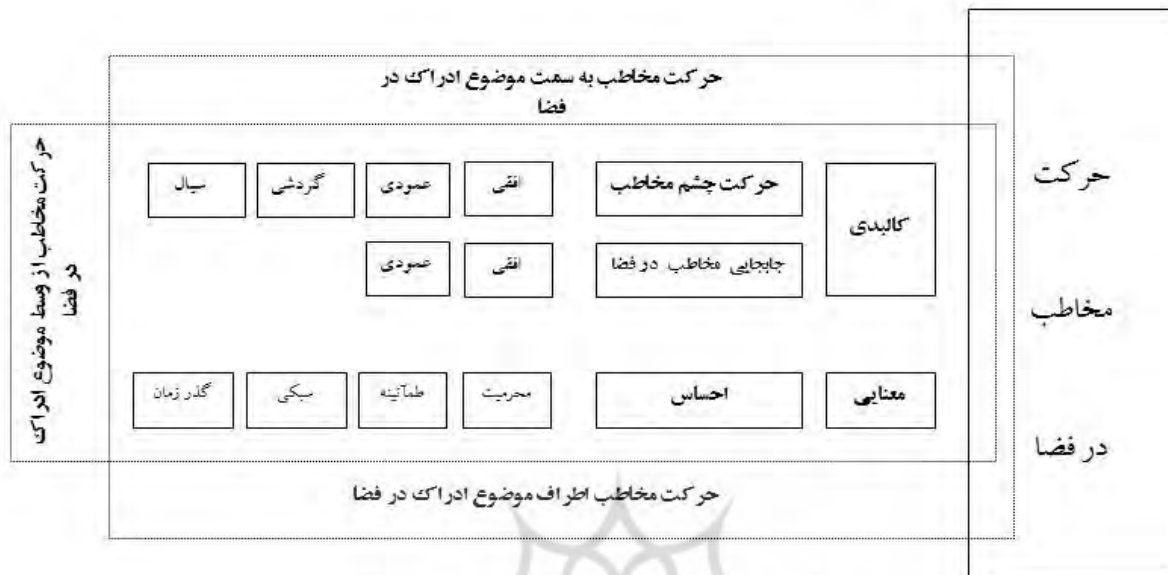 حرکت مخاطب به سمت موضوع ادراک در
فضا
حرکت
مخاطب
در فضا
کالبدی
حرکت چشم مخاطب
افقی
عمودی
گردشی
سیال
جابجایی مخاطب در فضا
افقی
عمودی
معنایی
احساس
محرمیت
طمآنینه
سبکی
گذر زمان
حرکت مخاطب از وسط موضوع ادراک
در فضا
حرکت مخاطب اطراف موضوع ادراک در فضا